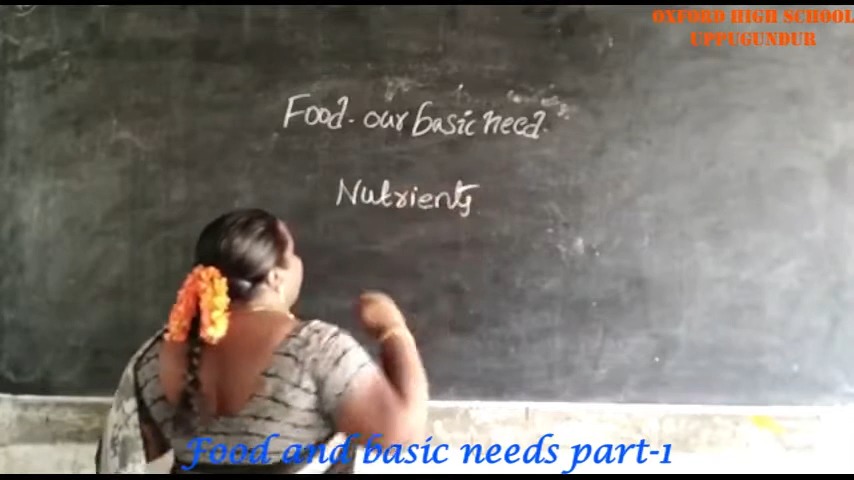 OXFORD HIGH SCHOOL
UPPUGUNDUR
Food. our basic need.
Nutrients
Food and basic needs part-1